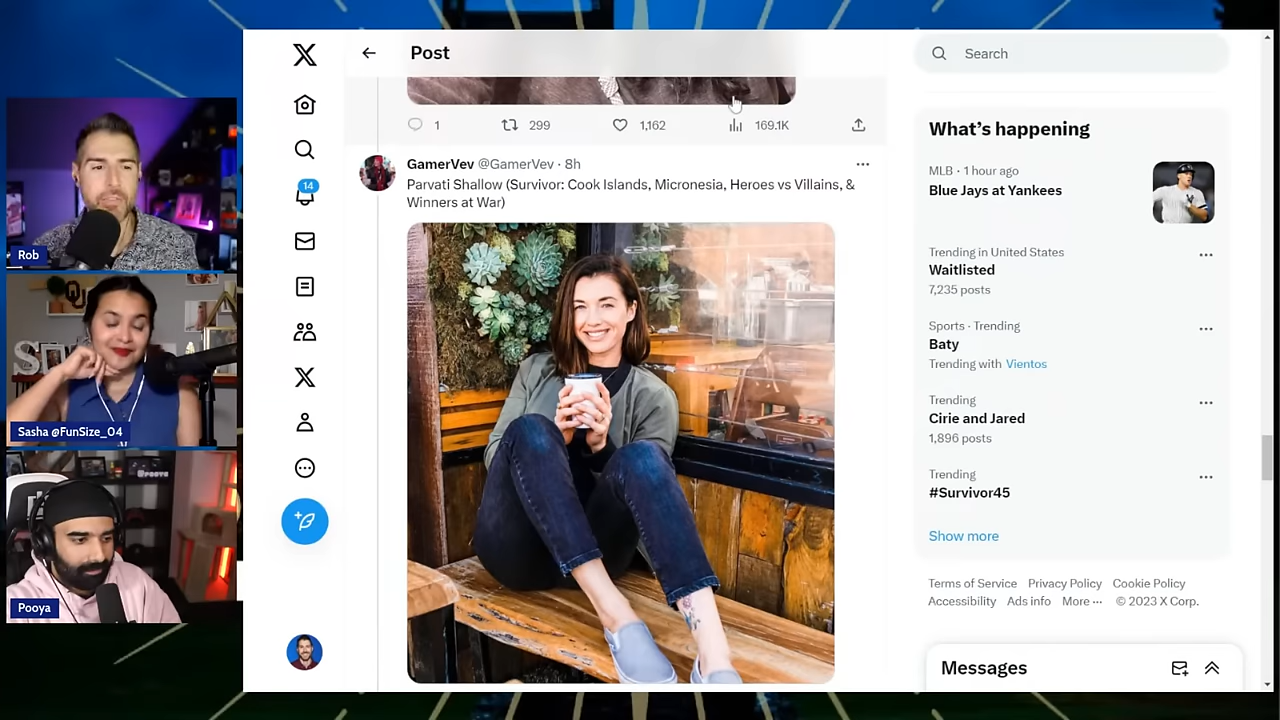 Post
Search
1
299
1,162
169.1K
14
GamerVev @GamerVev · 8h
Parvati Shallow (Survivor: Cook Islands, Micronesia, Heroes vs Villains, &
Winners at War)
What's happening
MLB · 1 hour ago
Blue Jays at Yankees
Trending in United States
Waitlisted
7,235 posts
Sports · Trending
Baty
Trending with Vientos
Trending
Cirie and Jared
1,896 posts
Trending
#Survivor45
Show more
Terms of Service Privacy Policy Cookie Policy
Accessibility Ads info More ··· © 2023 X Corp.
Messages
Rob
OU
Sasha @FunSize_04
Pooya